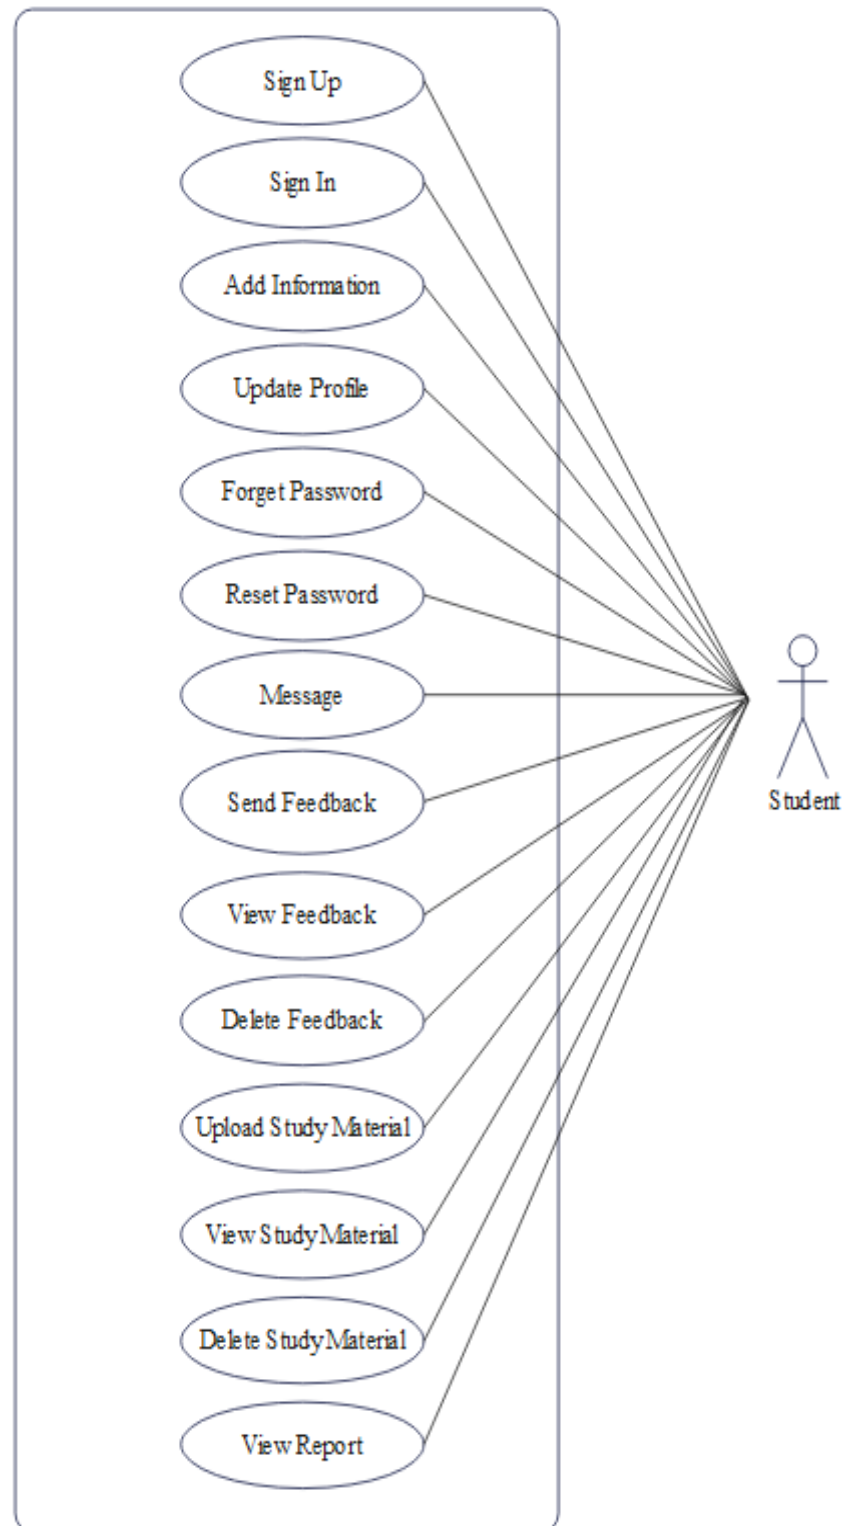 Sign Up
Sign In
Add Information
Update Profile
Forget Password
Reset Password
Message
Student
Send Feedback
View Feedback
Delete Feedback
Upload Study Material
View Study Material
Delete Study Material
View Report